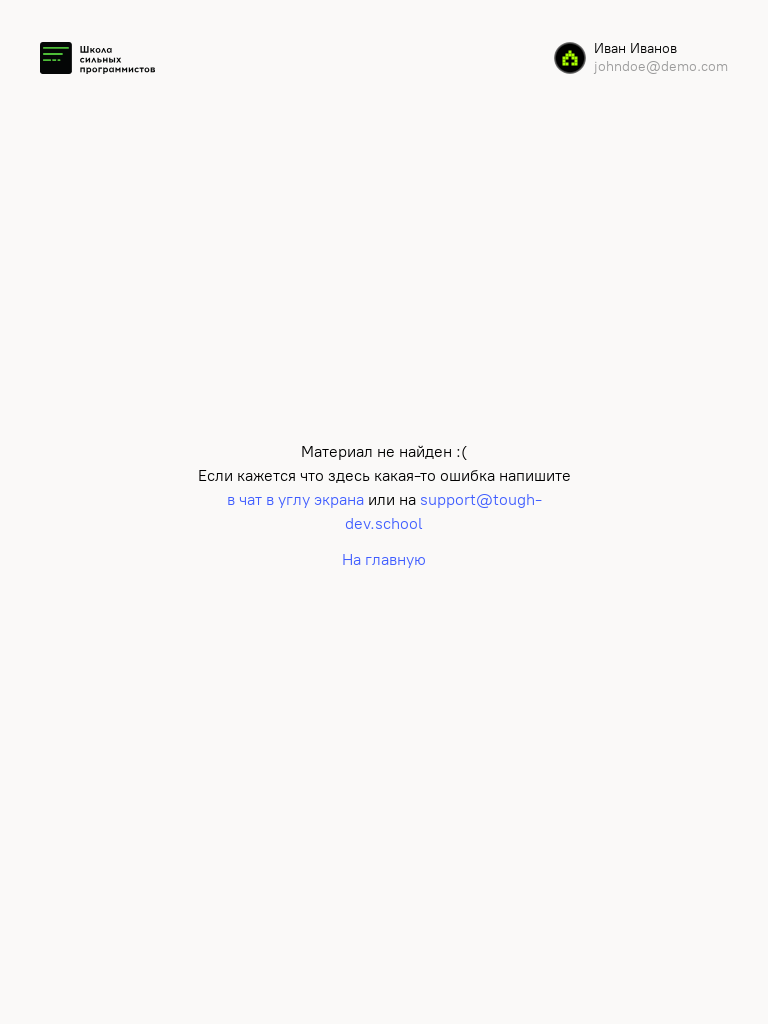 Школа
сильных
программистов
Иван Иванов
johndoe@demo.com
Материал не найден :(
Если кажется что здесь какая-то ошибка напишите
в чат в углу экрана или на support@tough-
dev.school
На главную